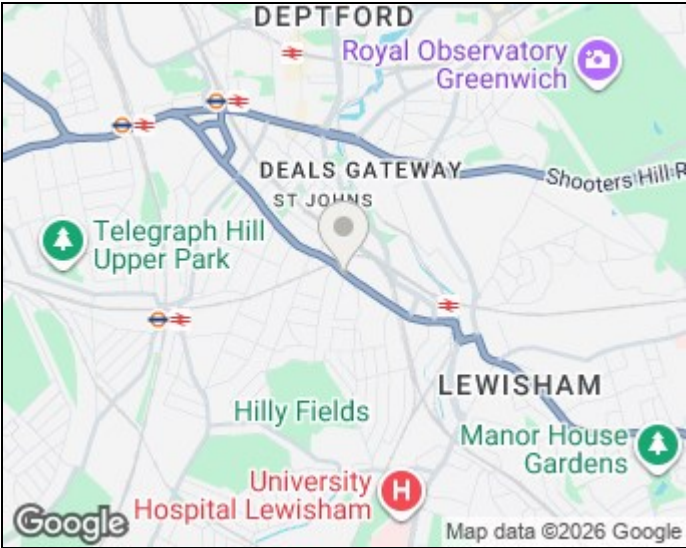 DEPTFORD
Royal Observatory
Greenwich
DEALS GATEWAY
Shooters Hill R
ST JOHNS
Telegraph Hill
Upper Park
LEWISHAM
Hilly Fields
Manor House
Gardens
University
Hospital Lewisham
H
Google
Map data ©2026 Google